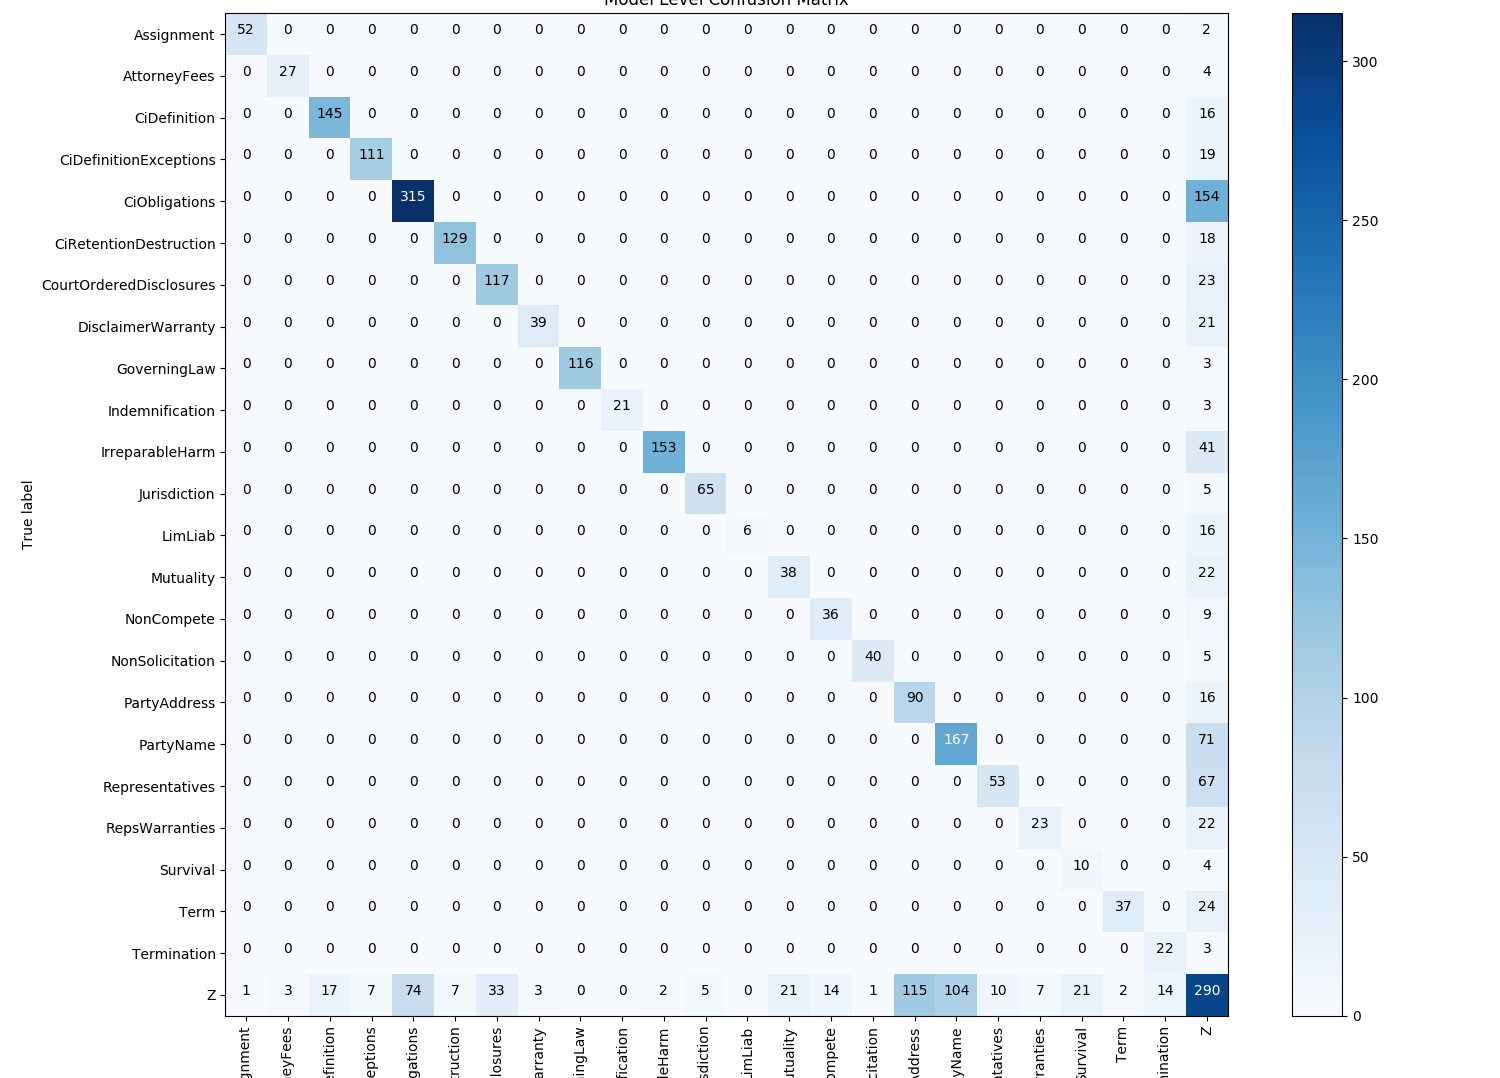 Model Level Confusion Matrix
Assignment 52 0 0 0 0 0 0 0 0 0 0 0 0 0 0 0 0 0 0 0 0 0 0 2
AttorneyFees 0 27 0 0 0 0 0 0 0 0 0 0 0 0 0 0 0 0 0 0 0 0 0 4
CiDefinition 0 0 145 0 0 0 0 0 0 0 0 0 0 0 0 0 0 0 0 0 0 0 0 16
CiDefinitionExceptions 0 0 0 111 0 0 0 0 0 0 0 0 0 0 0 0 0 0 0 0 0 0 0 19
CiObligations 0 0 0 0 315 0 0 0 0 0 0 0 0 0 0 0 0 0 0 0 0 0 0 154
CiRetentionDestruction 0 0 0 0 0 129 0 0 0 0 0 0 0 0 0 0 0 0 0 0 0 0 0 18
CourtOrderedDisclosures 0 0 0 0 0 0 117 0 0 0 0 0 0 0 0 0 0 0 0 0 0 0 0 23
DisclaimerWarranty 0 0 0 0 0 0 0 39 0 0 0 0 0 0 0 0 0 0 0 0 0 0 0 21
GoverningLaw 0 0 0 0 0 0 0 0 116 0 0 0 0 0 0 0 0 0 0 0 0 0 0 3
Indemnification 0 0 0 0 0 0 0 0 0 21 0 0 0 0 0 0 0 0 0 0 0 0 0 3
IrreparableHarm 0 0 0 0 0 0 0 0 0 0 153 0 0 0 0 0 0 0 0 0 0 0 0 41
Jurisdiction 0 0 0 0 0 0 0 0 0 0 0 65 0 0 0 0 0 0 0 0 0 0 0 5
LimLiab 0 0 0 0 0 0 0 0 0 0 0 0 6 0 0 0 0 0 0 0 0 0 0 16
Mutuality 0 0 0 0 0 0 0 0 0 0 0 0 0 38 0 0 0 0 0 0 0 0 0 22
NonCompete 0 0 0 0 0 0 0 0 0 0 0 0 0 0 36 0 0 0 0 0 0 0 0 9
NonSolicitation 0 0 0 0 0 0 0 0 0 0 0 0 0 0 0 40 0 0 0 0 0 0 0 5
PartyAddress 0 0 0 0 0 0 0 0 0 0 0 0 0 0 0 0 90 0 0 0 0 0 0 16
PartyName 0 0 0 0 0 0 0 0 0 0 0 0 0 0 0 0 0 167 0 0 0 0 0 71
Representatives 0 0 0 0 0 0 0 0 0 0 0 0 0 0 0 0 0 0 53 0 0 0 0 67
RepsWarranties 0 0 0 0 0 0 0 0 0 0 0 0 0 0 0 0 0 0 0 23 0 0 0 22
Survival 0 0 0 0 0 0 0 0 0 0 0 0 0 0 0 0 0 0 0 0 10 0 0 4
Term 0 0 0 0 0 0 0 0 0 0 0 0 0 0 0 0 0 0 0 0 0 37 0 24
Termination 0 0 0 0 0 0 0 0 0 0 0 0 0 0 0 0 0 0 0 0 0 0 22 3
Z 1 3 17 7 74 7 33 3 0 0 2 5 0 21 14 1 115 104 10 7 21 2 14 290
True label
gnment
neyFees
efinition
eptions
gations
truction
losures
arranty
ningLaw
fication
leHarm
sdiction
imLiab
utuality
ompete
citation
Address
yName
ntatives
rranties
Survival
Term
ination
Z
300
250
200
150
100
50
0